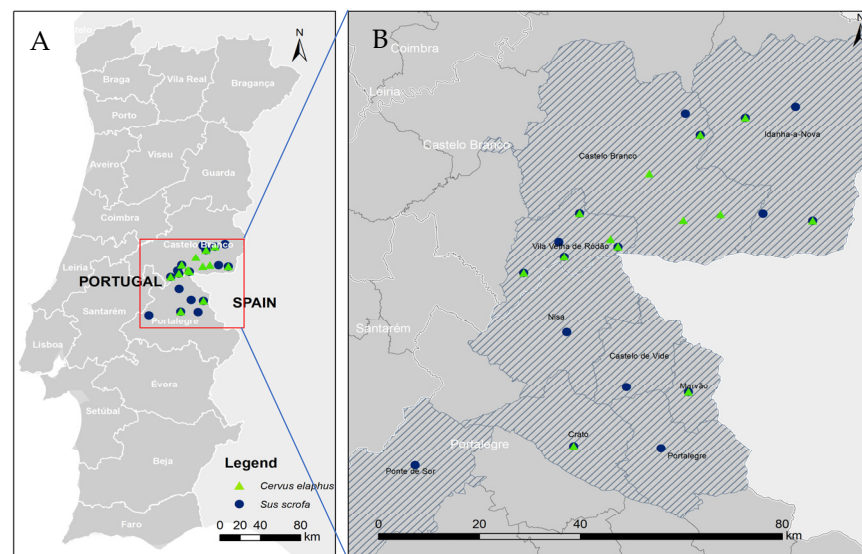 A
N
Braga
Vila Real
Bragança
Porto
Viseu
Aveiro
Guarda
Coimbra
Castelo Branco
Leiria
PORTUGAL
SPAIN
Santarém
Portalegre
Lisboa
Évora
Setúbal
Beja
Faro
Legend
Cervus elaphus
Sus scrofa
0 20 40 80
km
B
N
Coimbra
Leiria
Castelo Branco
Idanha-a-Nova
Castelo Branco
Vila Velha de Rodão
Santarém
Nisa
Castelo de Vide
Marvão
Crato
Portalegre
Portalegre
Ponte de Sor
0 20 40 80
km